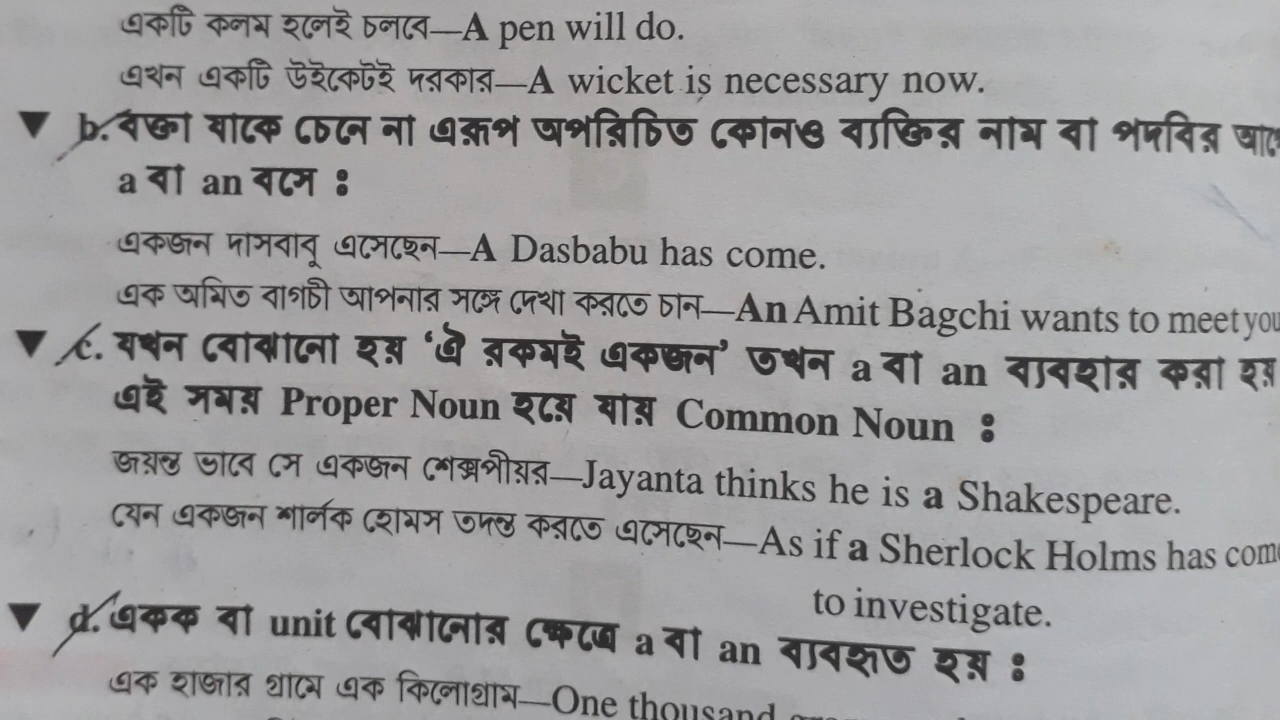 একটি কলম হলেই চলবে—A pen will do.
এখন একটি উইকেটই দরকার—A wicket is necessary now.
▼ b. বক্তা যাকে চেনে না এরূপ অপরিচিত কোনও ব্যক্তির নাম বা পদবির
a বা an বসে :
একজন দাসবাবু এসেছেন—A Dasbabu has come.
এক অমিত বাগচী আপনার সঙ্গে দেখা করতে চান—An Amit Bagchi wants to meet you
▼ c. যখন বোঝানো হয় ‘ঐ রকমই একজন’ তখন a বা an ব্যবহার করা হয়
এই সময় Proper Noun হয়ে যায় Common Noun :
জয়ন্ত ভাবে সে একজন শেক্সপীয়র—Jayanta thinks he is a Shakespeare.
যেন একজন শার্লক হোমস তদন্ত করতে এসেছেন—As if a Sherlock Holms has com
to investigate.
▼ d. একক বা unit বোঝানোর ক্ষেত্রে a বা an ব্যবহৃত হয় :
এক হাজার গ্রামে এক কিলোগ্রাম—One thousand